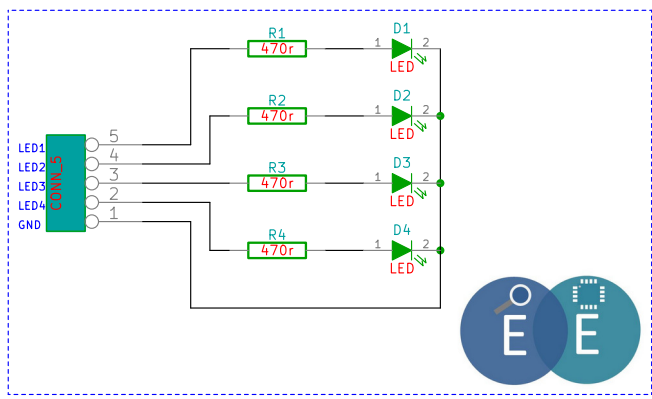 R1
470r
1
D1
2
LED
R2
470r
1
D2
2
LED
LED1
LED2
LED3
LED4
GND
CONN_5
5
4
3
2
1
R3
470r
1
D3
2
LED
R4
470r
1
D4
2
LED
E E